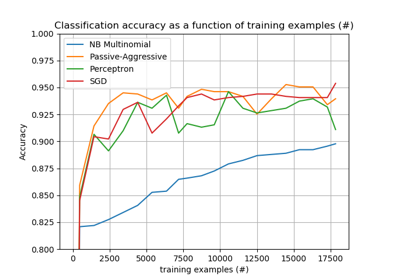 Classification accuracy as a function of training examples (#)
1.000
0.975
0.950
0.925
0.900
0.875
0.850
0.825
0.800
Accuracy
NB Multinomial
Passive-Aggressive
Perceptron
SGD
0 2500 5000 7500 10000 12500 15000 17500
training examples (#)